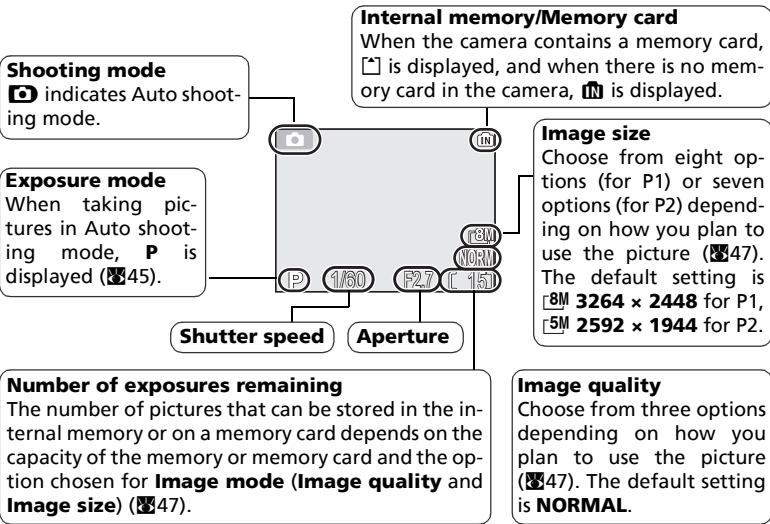 Internal memory/Memory card
When the camera contains a memory card,
is displayed, and when there is no mem-
ory card in the camera, IN is displayed.
Shooting mode
indicates Auto shoot-
ing mode.
Exposure mode
When taking pic-
tures in Auto shoot-
ing mode, P is
displayed (45).
IN
8M
NORM
P 1/60 F2.7 [ 15]
Image size
Choose from eight op-
tions (for P1) or seven
options (for P2) depend-
ing on how you plan to
use the picture (47).
The default setting is
8M 3264 × 2448 for P1,
5M 2592 × 1944 for P2.
Shutter speed
Aperture
Number of exposures remaining
The number of pictures that can be stored in the in-
ternal memory or on a memory card depends on the
capacity of the memory or memory card and the op-
tion chosen for Image mode (Image quality and
Image size) (47).
Image quality
Choose from three options
depending on how you
plan to use the picture
(47). The default setting
is NORMAL.